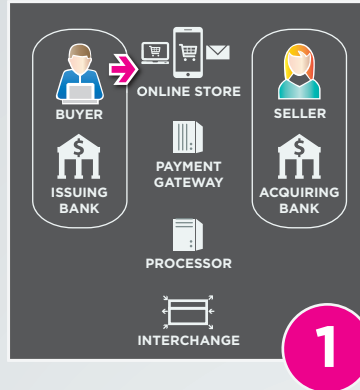 ONLINE STORE
BUYER
SELLER
$
ISSUING
BANK
PAYMENT
GATEWAY
$
ACQUIRING
BANK
PROCESSOR
INTERCHANGE
1